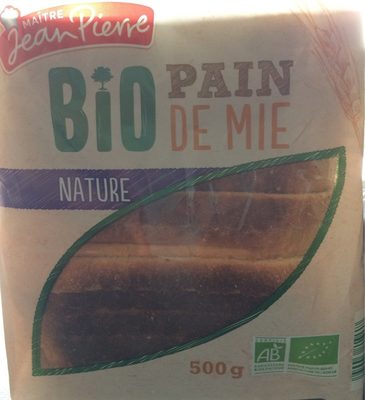 MAÎTRE
Jean Pierre
BiO
PAIN
DE MIE
NATURE
500g
AB